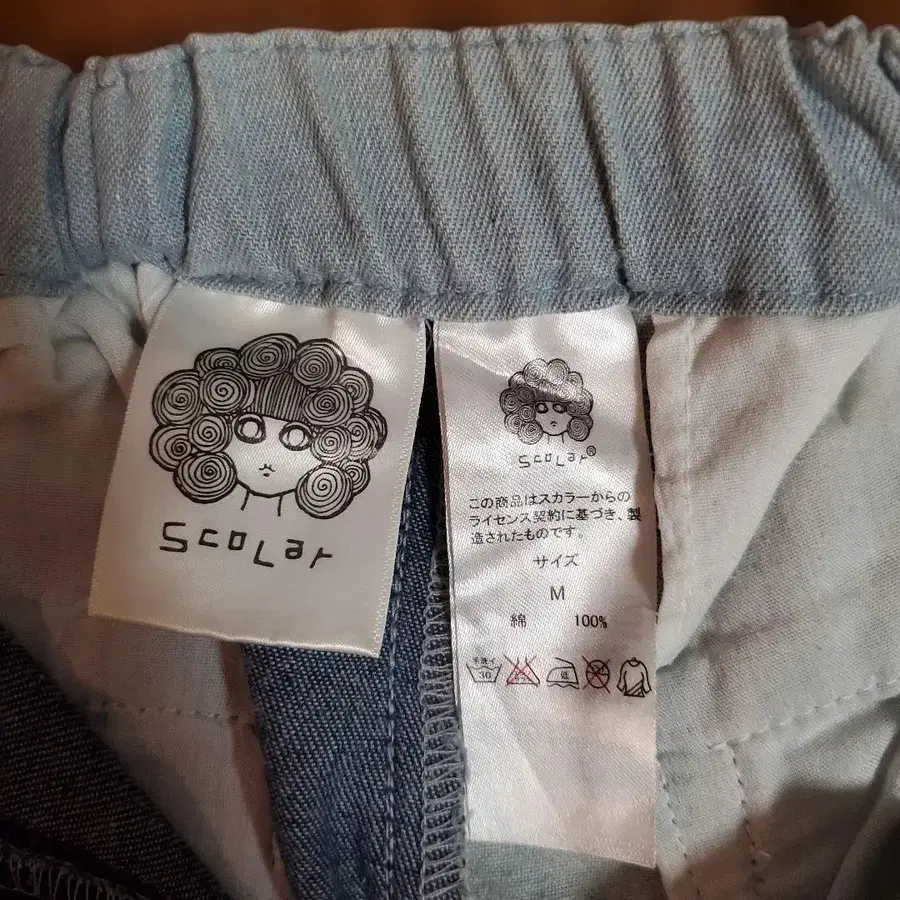 ScoLar
ScoLar®
この商品はスカラーからの
ライセンス契約に基づき、製
造されたものです。
サイズ
M
綿 100%
30
低